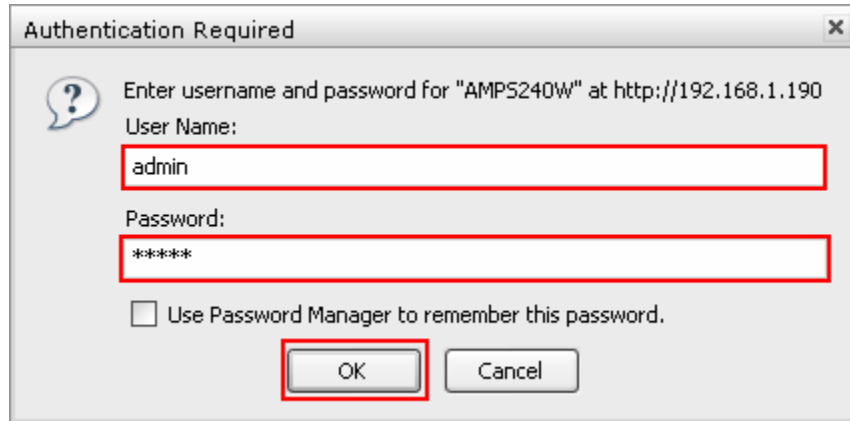 Authentication Required
Enter username and password for "AMPS240W" at http://192.168.1.190
User Name:
admin
Password:
*****
Use Password Manager to remember this password.
OK
Cancel